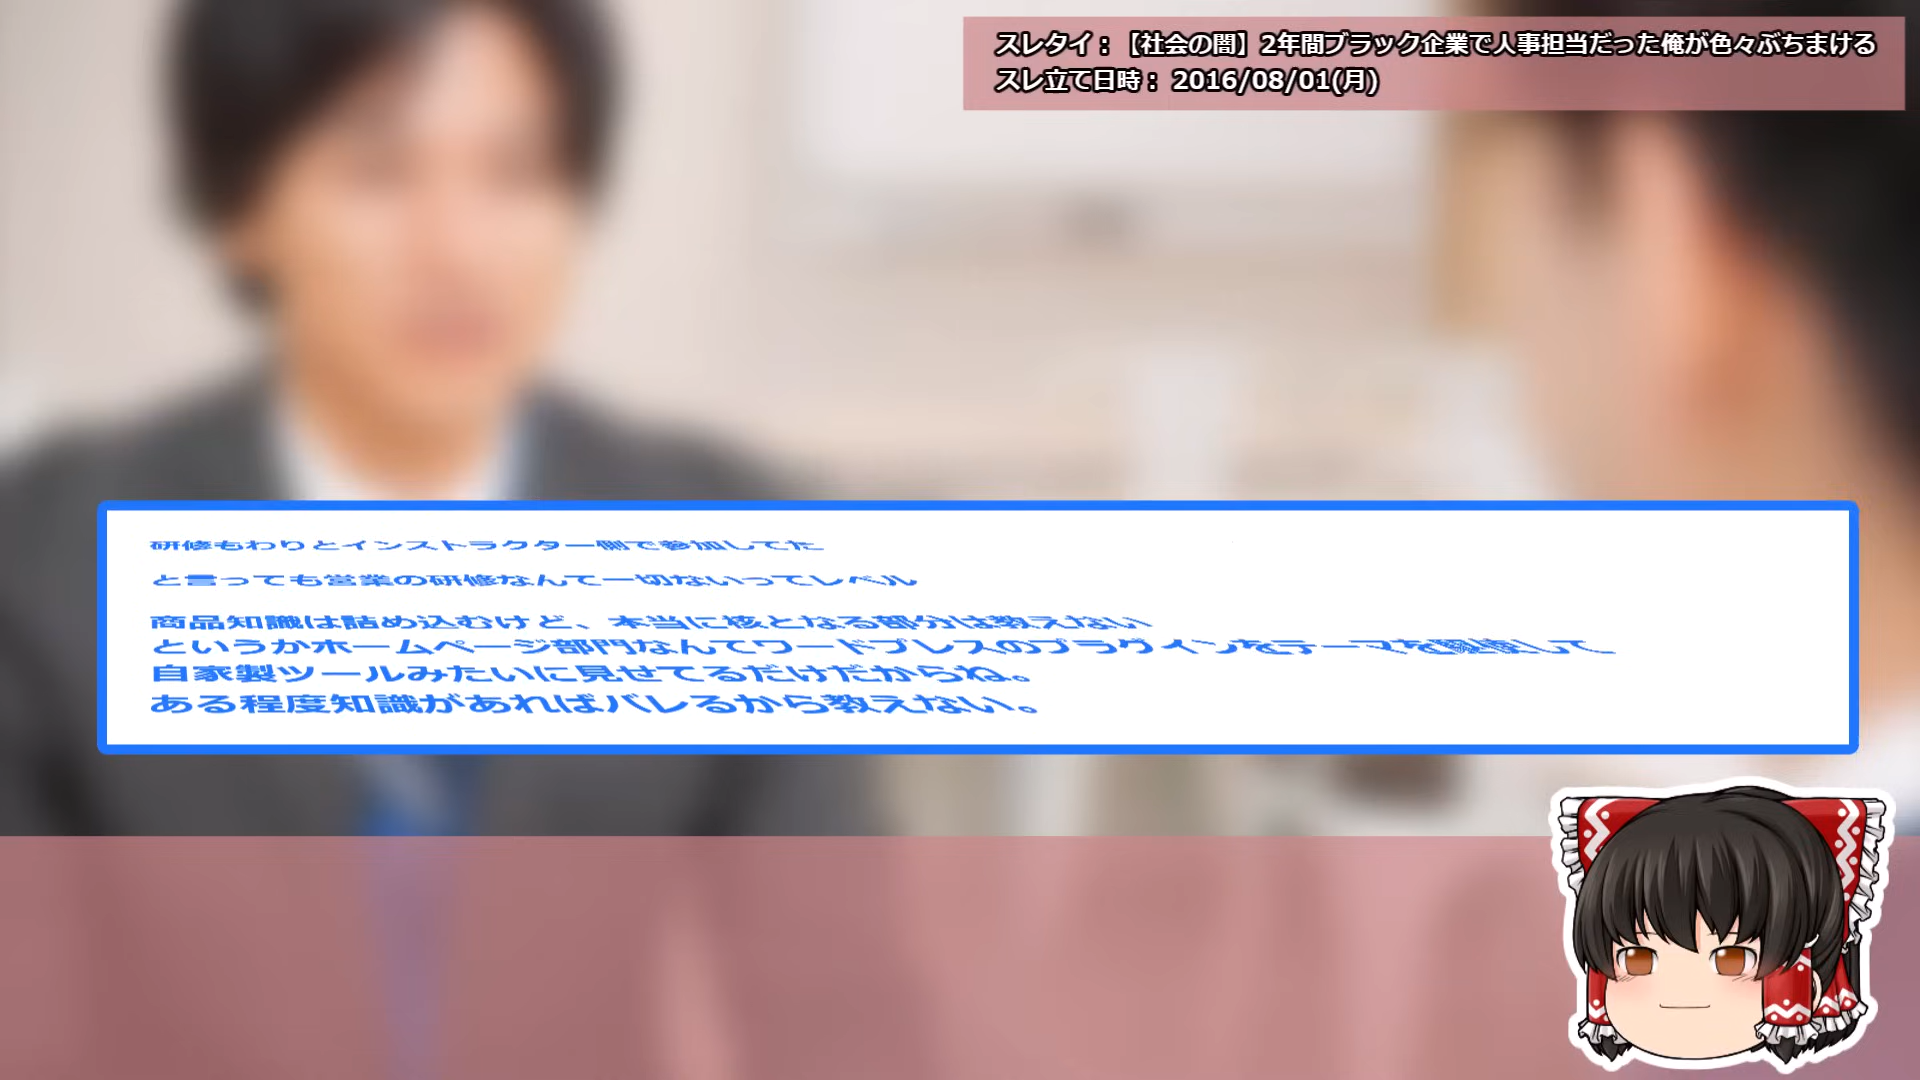 スレタイ：【社会の闇】2年間ブラック企業で人事担当だった俺が色々ぶちまける
スレ立て日時： 2016/08/01(月)
研修もわりとインストラクター側で参加してた
と言っても営業の研修なんて一切ないってレベル
商品知識は詰め込むけど、本当に核となる部分は教えない
というかホームページ部門なんてワードプレスのプラグインをテーマを駆使して
自家製ツールみたいに見せてるだけだからね。
ある程度知識があればバレるから教えない。